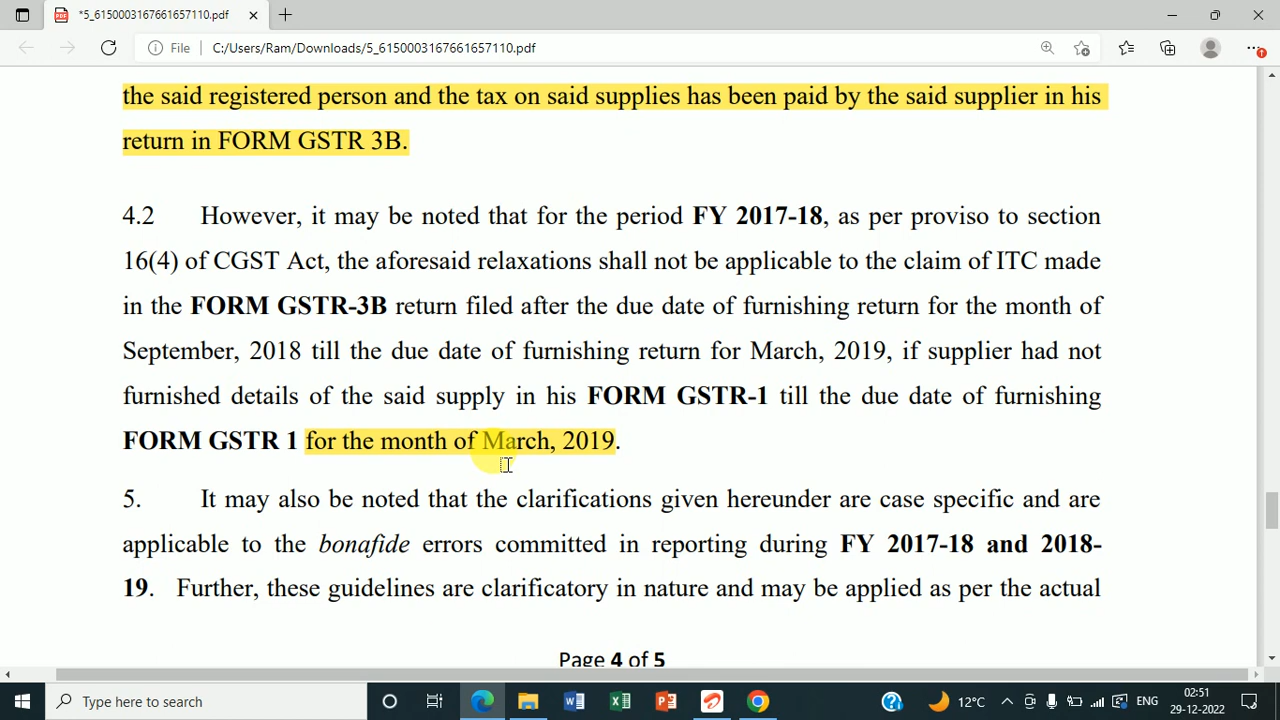 *5_6150003167661657110.pdf
File C:/Users/Ram/Downloads/5_6150003167661657110.pdf
the said registered person and the tax on said supplies has been paid by the said supplier in his
return in FORM GSTR 3B.
4.2 However, it may be noted that for the period FY 2017-18, as per proviso to section
16(4) of CGST Act, the aforesaid relaxations shall not be applicable to the claim of ITC made
in the FORM GSTR-3B return filed after the due date of furnishing return for the month of
September, 2018 till the due date of furnishing return for March, 2019, if supplier had not
furnished details of the said supply in his FORM GSTR-1 till the due date of furnishing
FORM GSTR 1 for the month of March, 2019.
5. It may also be noted that the clarifications given hereunder are case specific and are
applicable to the bonafide errors committed in reporting during FY 2017-18 and 2018-
19. Further, these guidelines are clarificatory in nature and may be applied as per the actual
Page 4 of 5
Type here to search
12°C
ENG
02:51
29-12-2022